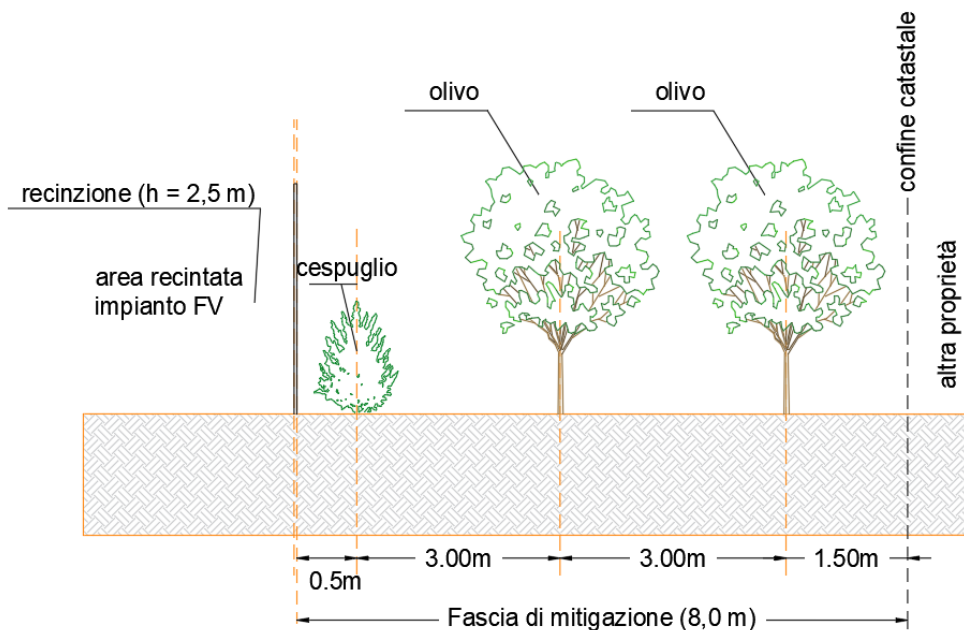 olivo
olivo
confine catastale
recinzione (h = 2,5 m)
cespuglio
area recintata
impianto FV
altra proprietà
0.5m
3.00m
3.00m
1.50m
Fascia di mitigazione (8,0 m)